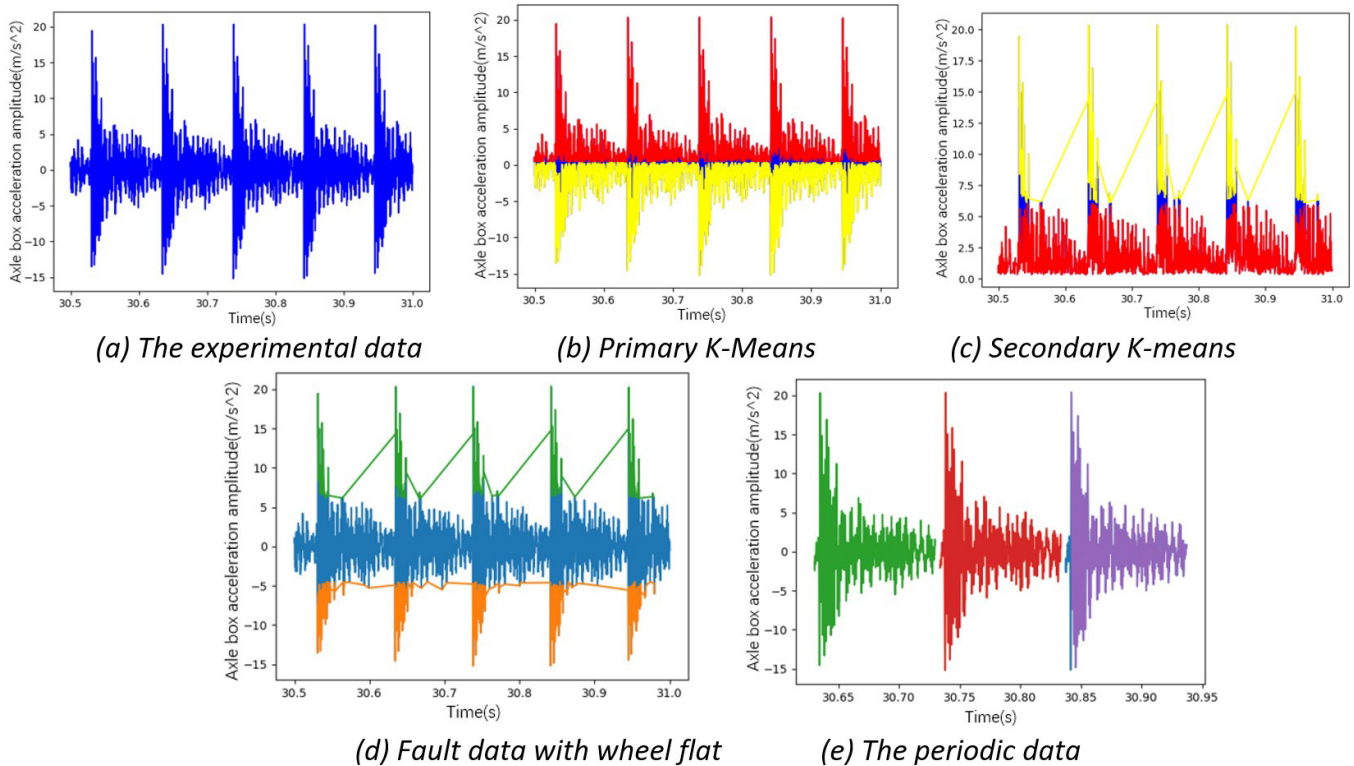 20
15
10
5
0
−5
−10
−15
30.5 30.6 30.7 30.8 30.9 31.0
Time(s)
Axle box acceleration amplitude(m/s^2)
(a) The experimental data
20
15
10
5
0
−5
−10
−15
30.5 30.6 30.7 30.8 30.9 31.0
Time(s)
Axle box acceleration amplitude(m/s^2)
(b) Primary K-Means
20.0
17.5
15.0
12.5
10.0
7.5
5.0
2.5
0.0
30.5 30.6 30.7 30.8 30.9 31.0
Time(s)
Axle box acceleration amplitude(m/s^2)
(c) Secondary K-means
20
15
10
5
0
−5
−10
−15
30.5 30.6 30.7 30.8 30.9 31.0
Time(s)
Axle box acceleration amplitude(m/s^2)
(d) Fault data with wheel flat
20
15
10
5
0
−5
−10
−15
30.65 30.70 30.75 30.80 30.85 30.90 30.95
Time(s)
Axle box acceleration amplitude(m/s^2)
(e) The periodic data